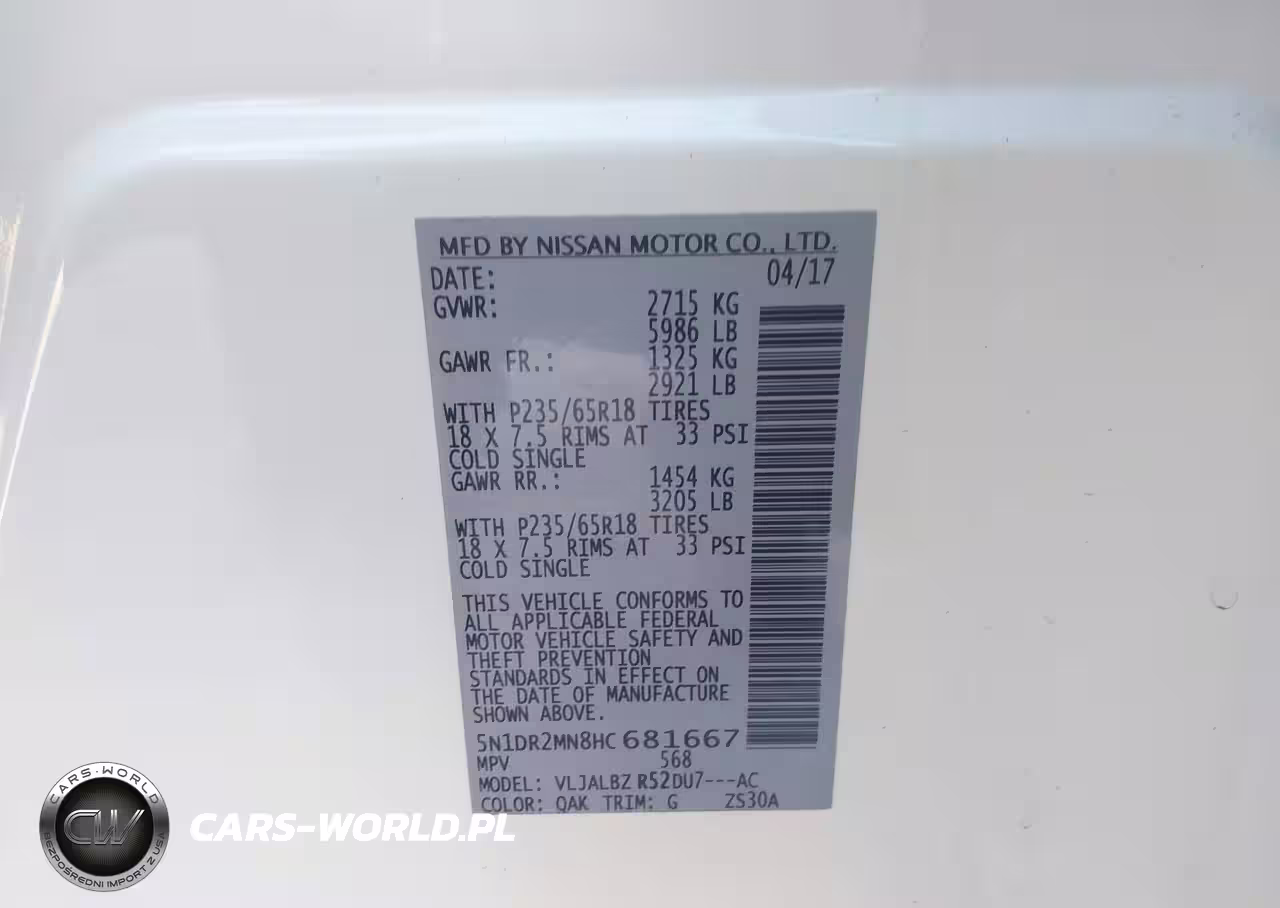 MFD BY NISSAN MOTOR CO., LTD.
DATE: 04/17
GVWR: 2715 KG
5986 LB
GAWR FR.: 1325 KG
2921 LB
WITH P235/65R18 TIRES
18 X 7.5 RIMS AT 33 PSI
COLD SINGLE
GAWR RR.: 1454 KG
3205 LB
WITH P235/65R18 TIRES
18 X 7.5 RIMS AT 33 PSI
COLD SINGLE
THIS VEHICLE CONFORMS TO
ALL APPLICABLE FEDERAL
MOTOR VEHICLE SAFETY AND
THEFT PREVENTION
STANDARDS IN EFFECT ON
THE DATE OF MANUFACTURE
SHOWN ABOVE.
5N1DR2MN8HC681667
MPV 568
MODEL: VLJALBZ R52DU7---AC
COLOR: QAK TRIM: G ZS30A
CARS-WORLD
CW
BEZPOŚREDNI IMPORT Z USA
CARS-WORLD.PL